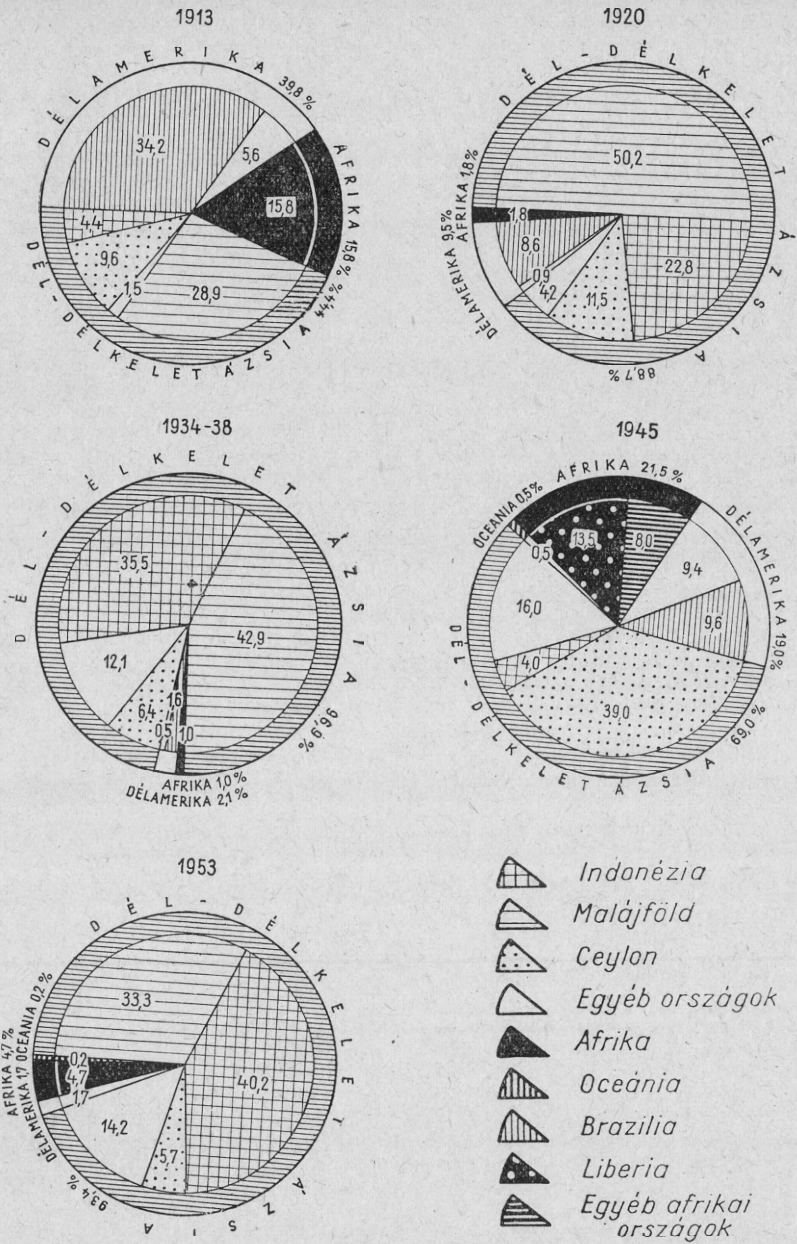 1913
DÉLAMERIKA
39,8 %
AFRIKA 15,8%
DÉL-DÉLKELET ÁZSIA
44,4%
34,2
5,6
15,8
4,4
9,6
1,5
28,9
1920
DÉL-DÉLKELET ÁZSIA
88,7 %
AFRIKA 1,8%
DÉLAMERIKA 9,5%
50,2
1,8
8,6
0,9
4,2
11,5
22,8
1934-38
DÉL-DÉLKELET ÁZSIA
96,9%
35,5
42,9
12,1
6,4
1,6
0,5
1,0
AFRIKA 1,0 %
DÉLAMERIKA 2,1%
1945
AFRIKA 21,5 %
OCEANIA 0,5%
DÉLAMERIKA 19,0%
DEL-DÉLKELET ÁZSIA
69,0 %
13,5
8,0
0,5
9,4
16,0
9,6
4,0
39,0
1953
DÉL-DÉLKELET ÁZSIA
93,4 %
AFRIKA 4,7 %
DÉLAMERIKA 1,7
OCEÁNIA 0,2 %
33,3
0,2
4,7
1,7
40,2
14,2
5,7
Indonézia
Malájföld
Ceylon
Egyéb országok
Afrika
Oceánia
Brazilia
Liberia
Egyéb afrikai
országok